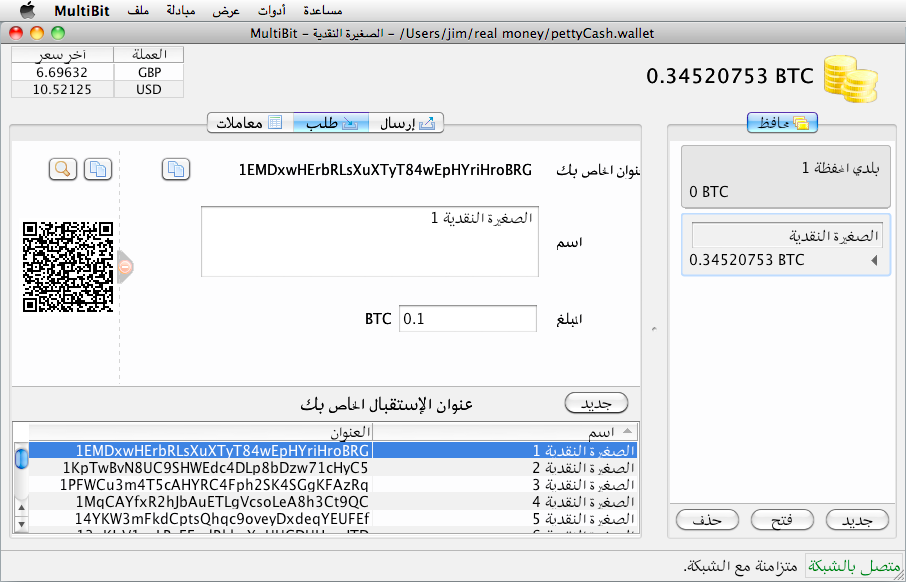 MultiBit ملف مبادلة عرض أدوات مساعدة
MultiBit - الصغيرة النقدية - /Users/jim/real money/pettyCash.wallet
العملة آخر سعر
GBP 6.69632
USD 10.52125
0.34520753 BTC
محافظ
إرسال طلب معاملات
بلدي المحفظة 1
0 BTC
الصغيرة النقدية
0.34520753 BTC
جديد فتح حذف
عنوان الخاص بك 1EMDxwHErbRLsXuXTyT84wEpHYriHroBRG
اسم الصغيرة النقدية 1
المبلغ 0.1 BTC
جديد عنوان الإستقبال الخاص بك
اسم العنوان
الصغيرة النقدية 1 1EMDxwHErbRLsXuXTyT84wEpHYriHroBRG
الصغيرة النقدية 2 1KpTwBvN8UC9SHWEdc4DLp8bDzw71cHyC5
الصغيرة النقدية 3 1PFWCu3m4T5cAHYRC4Fph2SK4SGgKFAzRq
الصغيرة النقدية 4 1MgCAYfxR2hJbAuETLgVcsoLeA8h3Ct9QC
الصغيرة النقدية 5 14YKW3mFkdCptsQhqc9oveyDxdeqYEUFEf
متصل بالشبكة متزامنة مع الشبكة.